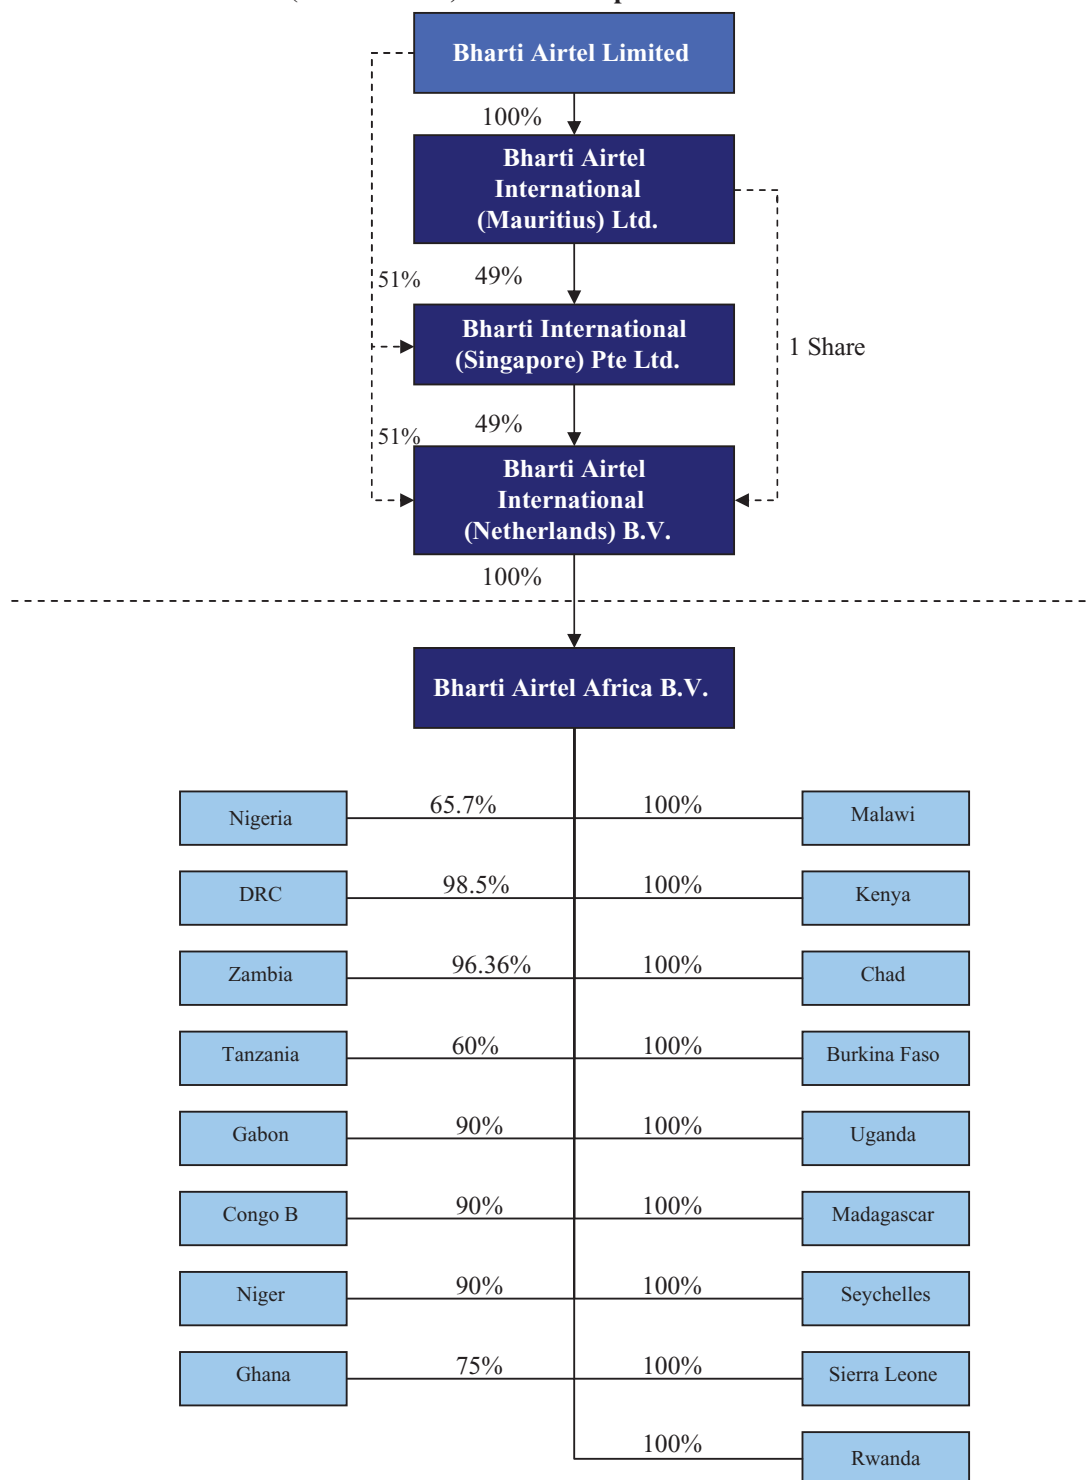 Bharti Airtel Limited
100%
Bharti Airtel
International
(Mauritius) Ltd.
51%
49%
Bharti International
(Singapore) Pte Ltd.
1 Share
51%
49%
Bharti Airtel
International
(Netherlands) B.V.
100%
Bharti Airtel Africa B.V.
Nigeria 65.7% 100% Malawi
DRC 98.5% 100% Kenya
Zambia 96.36% 100% Chad
Tanzania 60% 100% Burkina Faso
Gabon 90% 100% Uganda
Congo B 90% 100% Madagascar
Niger 90% 100% Seychelles
Ghana 75% 100% Sierra Leone
100% Rwanda